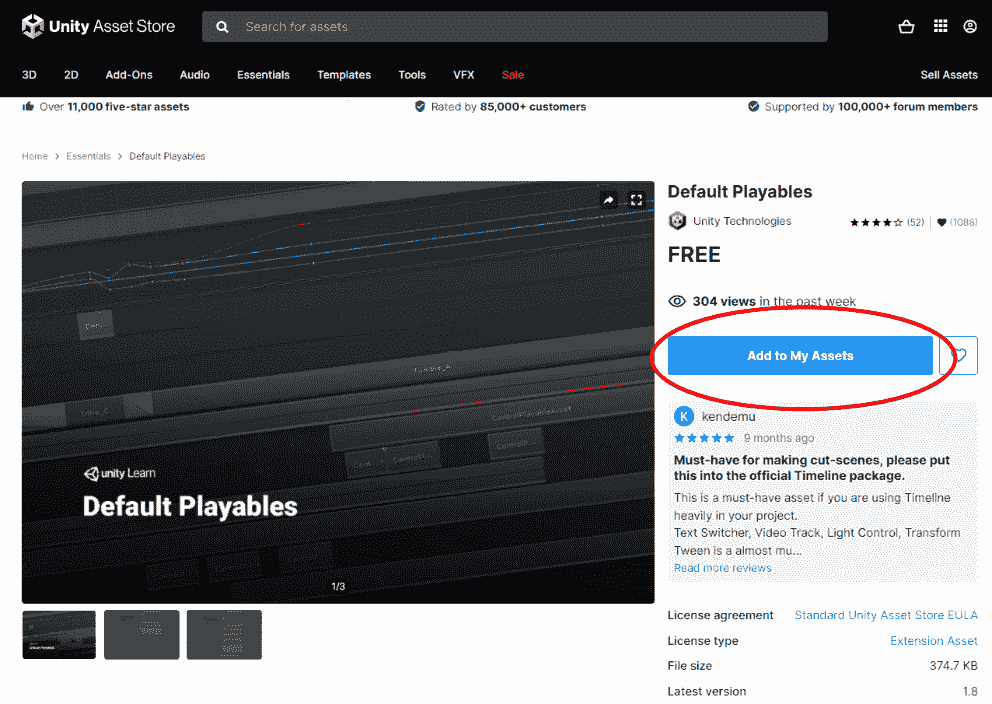 Unity Asset Store
Search for assets
3D 2D Add-Ons Audio Essentials Templates Tools VFX Sale Sell Assets
Over 11,000 five-star assets Rated by 85,000+ customers Supported by 100,000+ forum members
Home > Essentials > Default Playables
Default Playables
Unity Technologies (52) (1086)
FREE
304 views in the past week
Add to My Assets
unity Learn
Default Playables
1/3
K kendemu
9 months ago
Must-have for making cut-scenes, please put
this into the official Timeline package.
This is a must-have asset if you are using Timeline
heavily in your project.
Text Switcher, Video Track, Light Control, Transform
Tween is a almost mu...
Read more reviews
License agreement Standard Unity Asset Store EULA
License type Extension Asset
File size 374.7 KB
Latest version 1.8